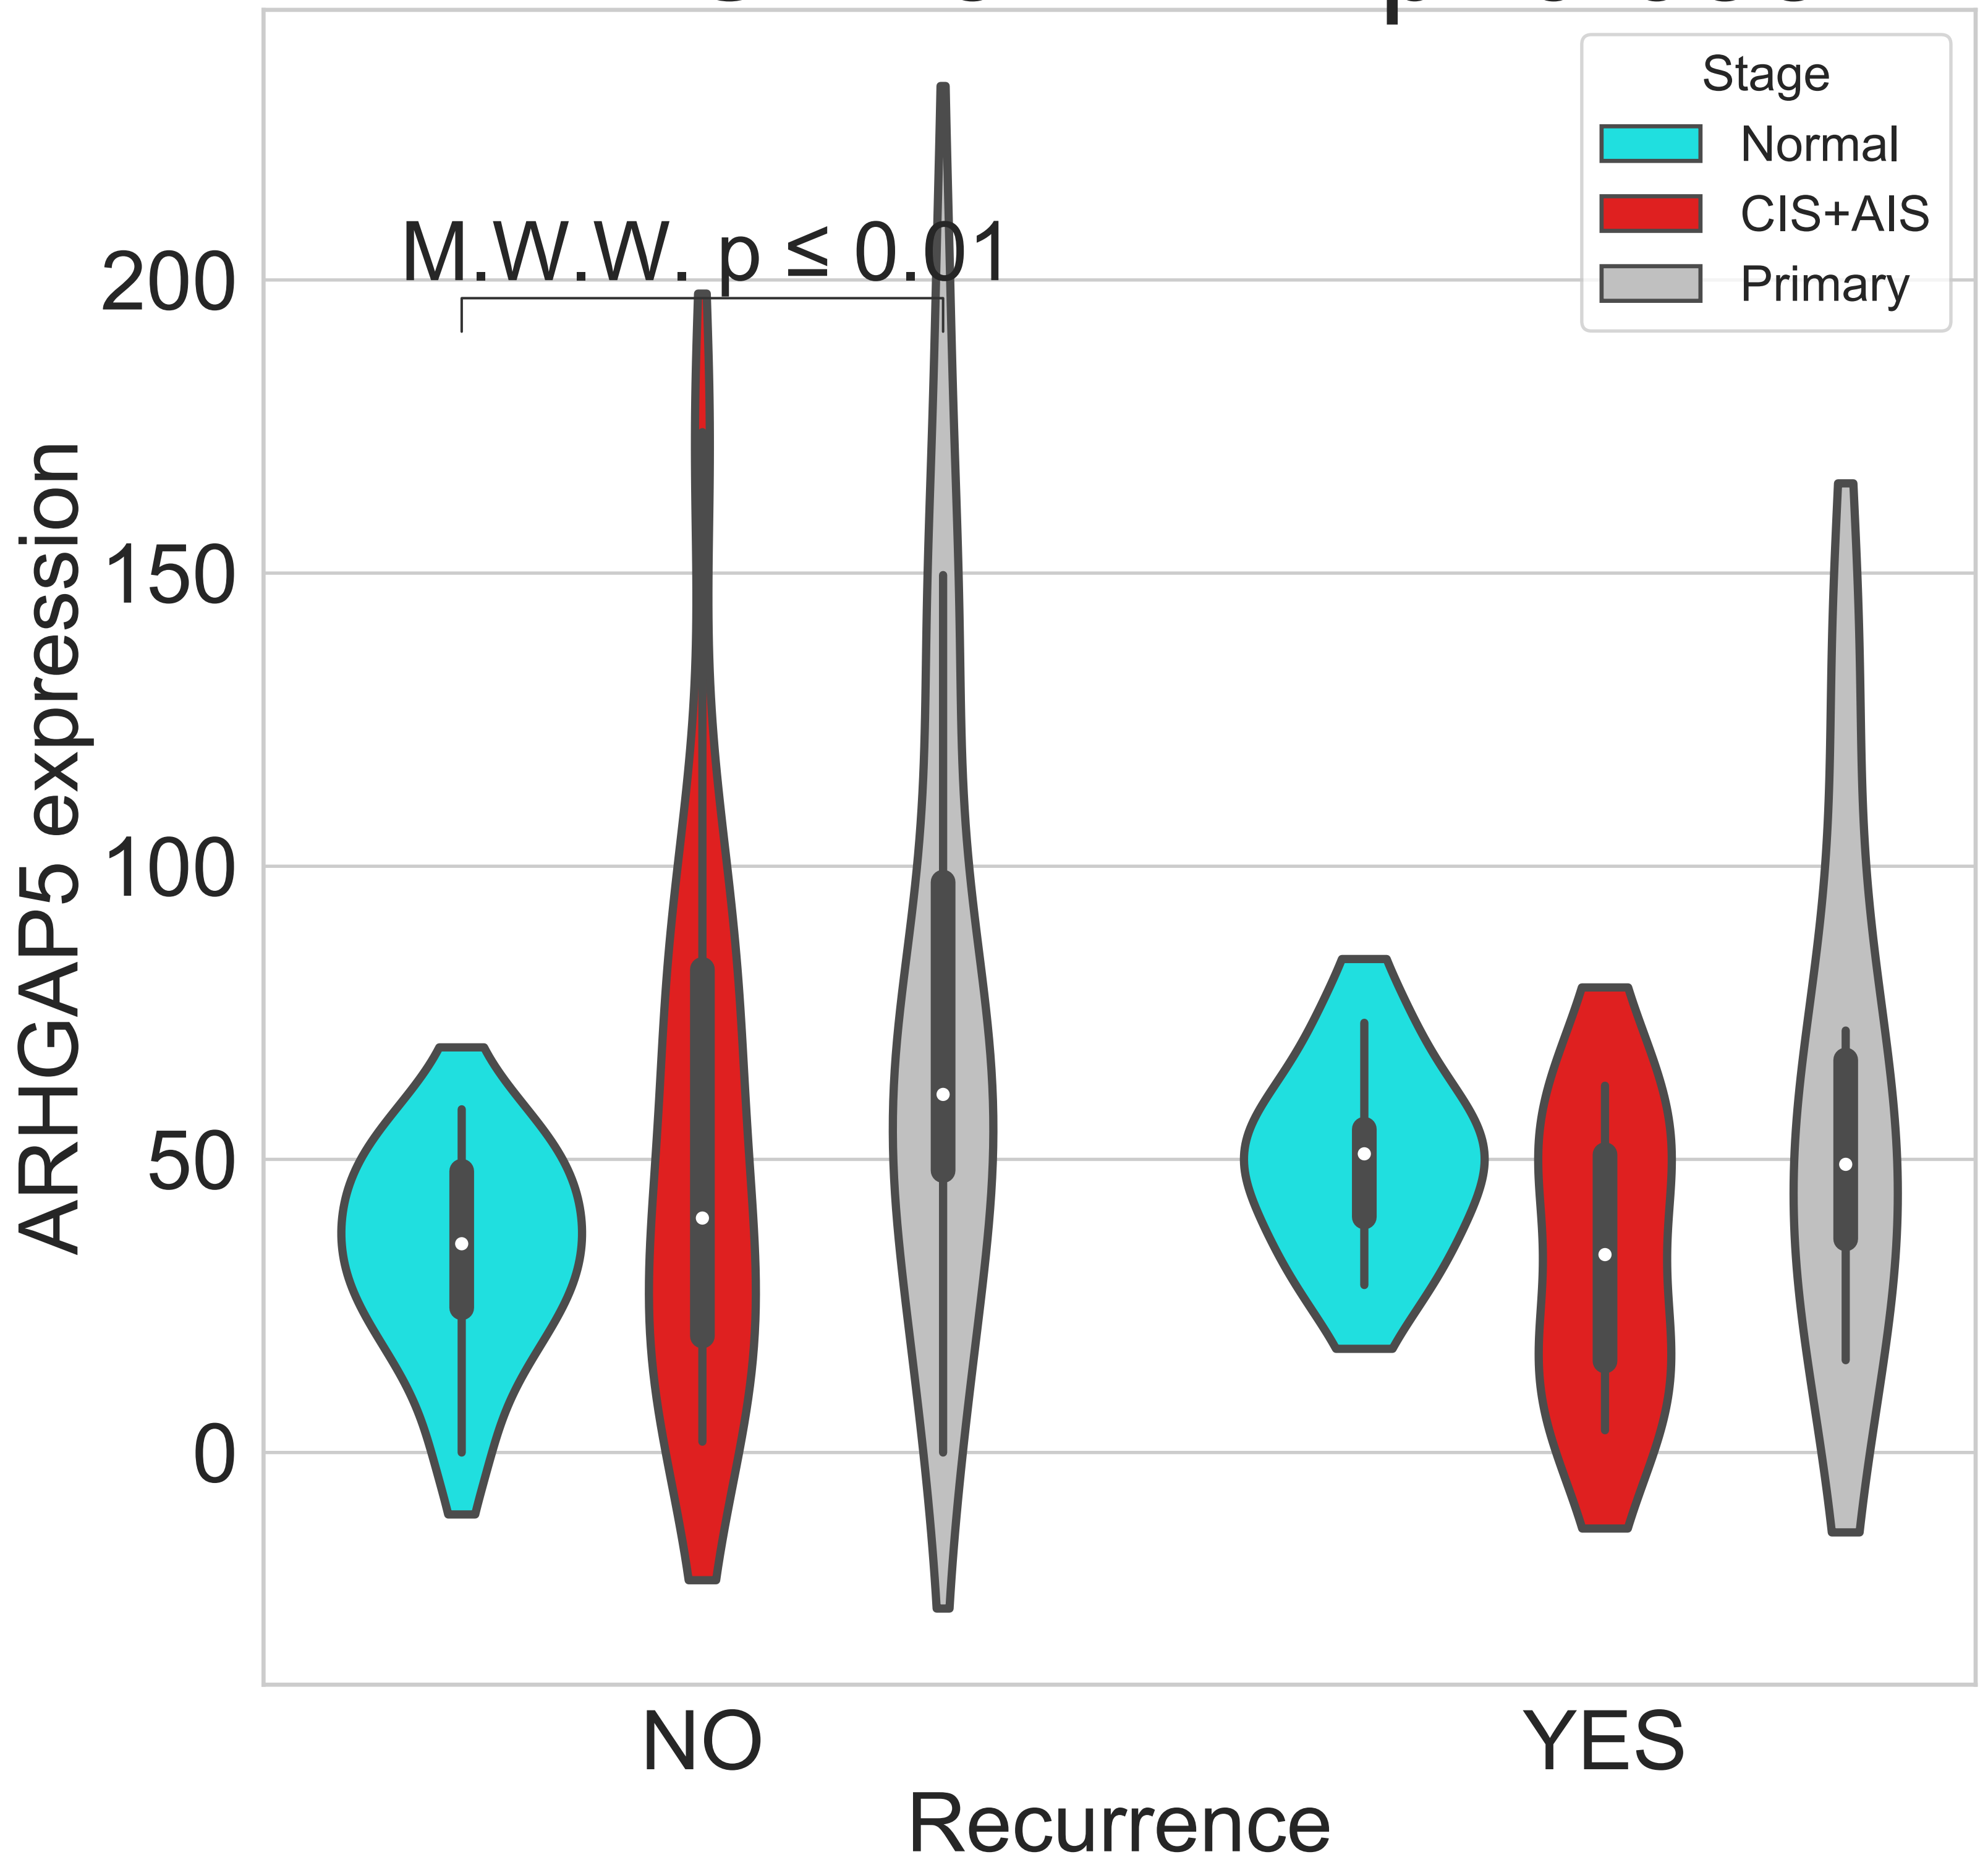 Stage
Normal
CIS+AIS
Primary
M.W.W. p ≤ 0.01
200
150
100
50
0
ARHGAP5 expression
NO
YES
Recurrence